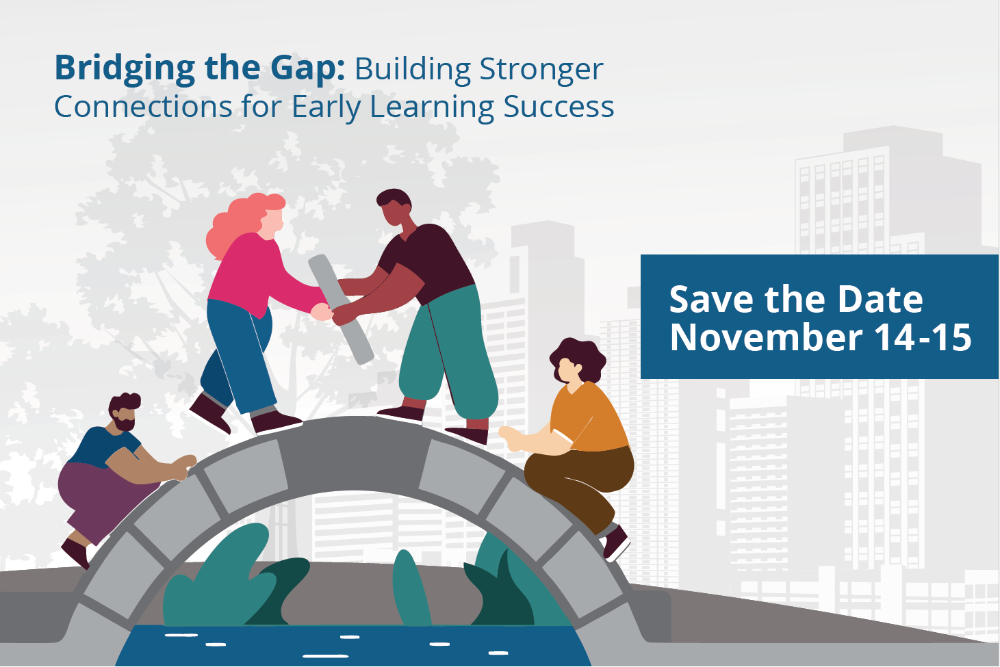 Bridging the Gap: Building Stronger
Connections for Early Learning Success
Save the Date
November 14-15